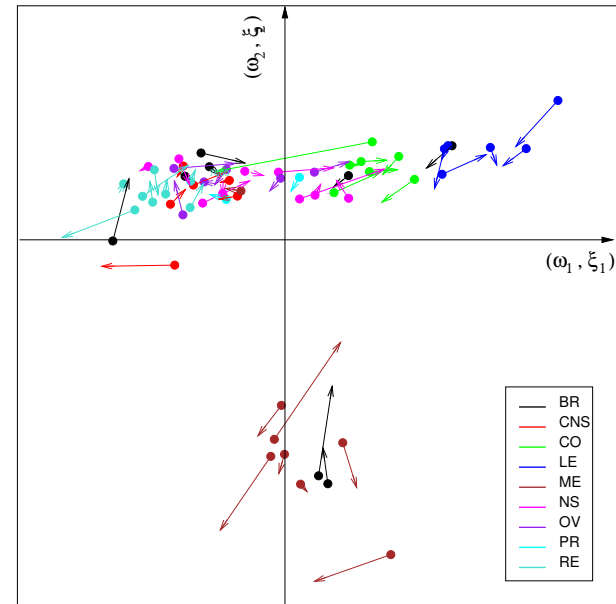 (ω₂ , ξ₂)
(ω₁ , ξ₁)
BR
CNS
CO
LE
ME
NS
OV
PR
RE